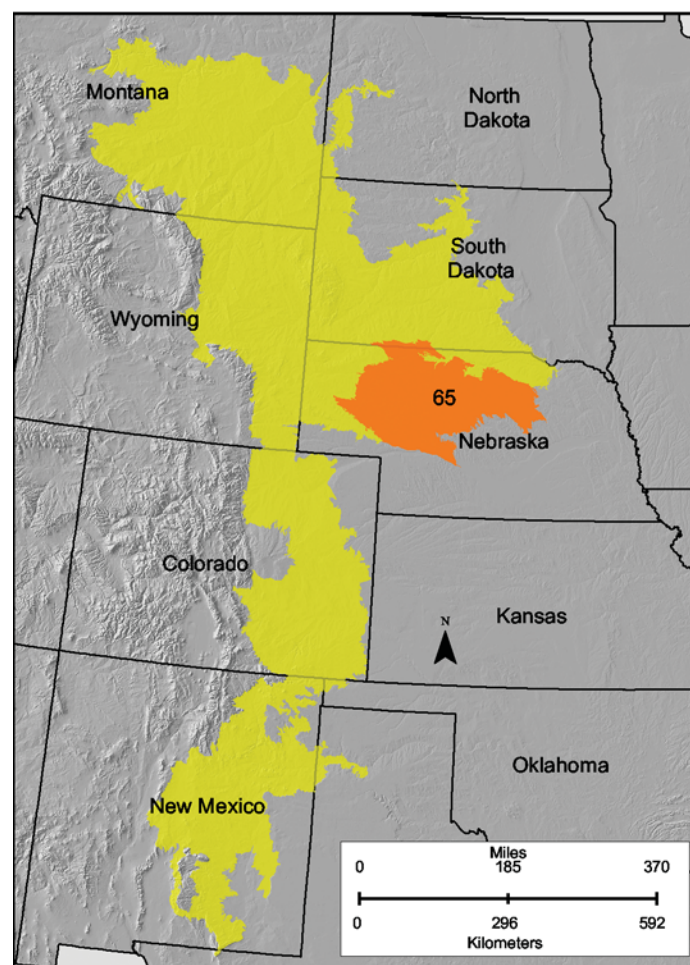 Montana
North
Dakota
South
Dakota
Wyoming
65
Nebraska
Colorado
Kansas
N
Oklahoma
New Mexico
Miles
0 185 370
0 296 592
Kilometers